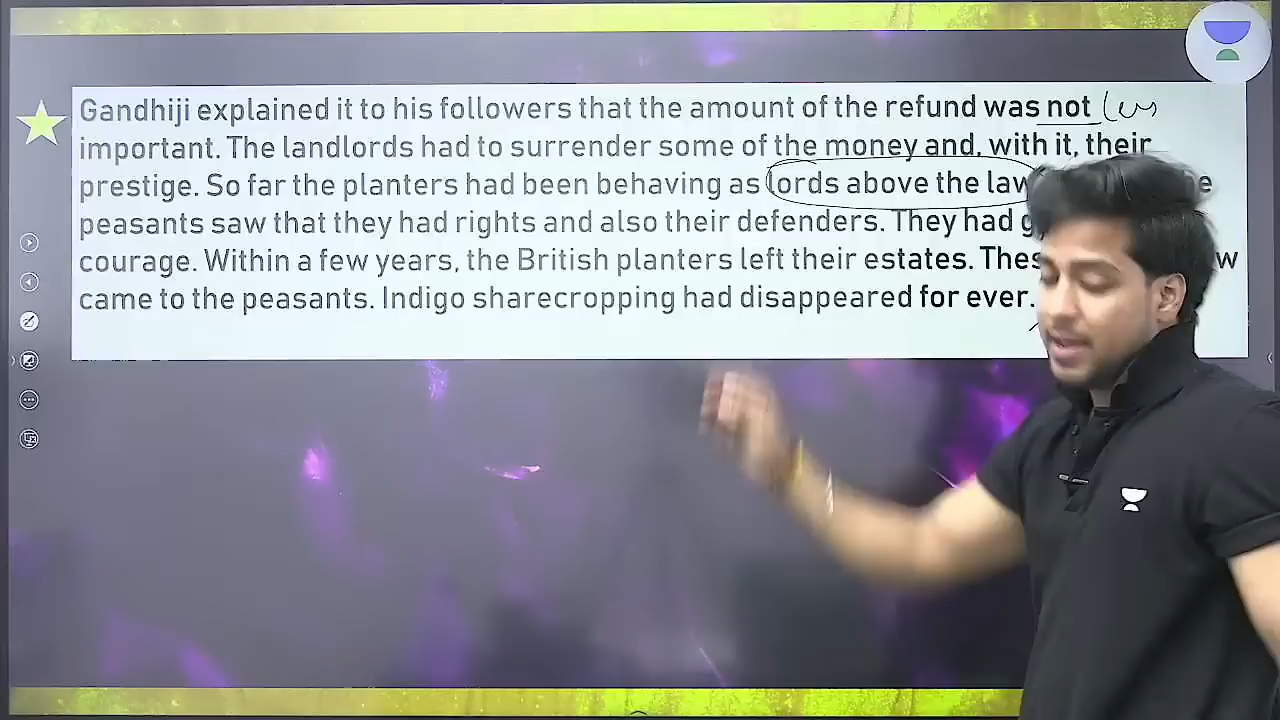 Gandhiji explained it to his followers that the amount of the refund was not
important. The landlords had to surrender some of the money and, with it, their
prestige. So far the planters had been behaving as lords above the law
peasants saw that they had rights and also their defenders. They had
courage. Within a few years, the British planters left their estates.
came to the peasants. Indigo sharecropping had disappeared for ever.